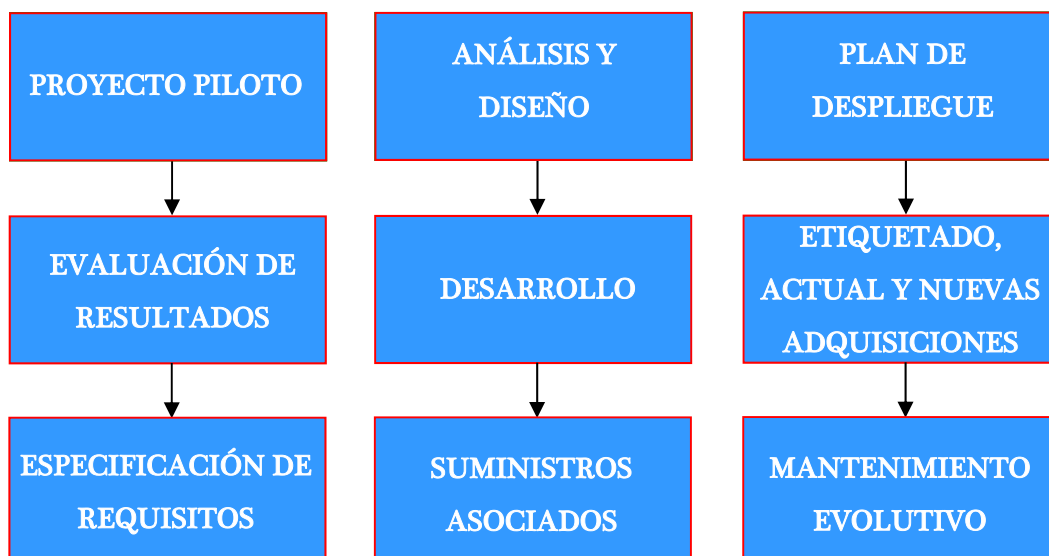 PROYECTO PILOTO
EVALUACIÓN DE
RESULTADOS
ESPECIFICACIÓN DE
REQUISITOS
ANÁLISIS Y
DISEÑO
DESARROLLO
SUMINISTROS
ASOCIADOS
PLAN DE
DESPLIEGUE
ETIQUETADO,
ACTUAL Y NUEVAS
ADQUISICIONES
MANTENIMIENTO
EVOLUTIVO